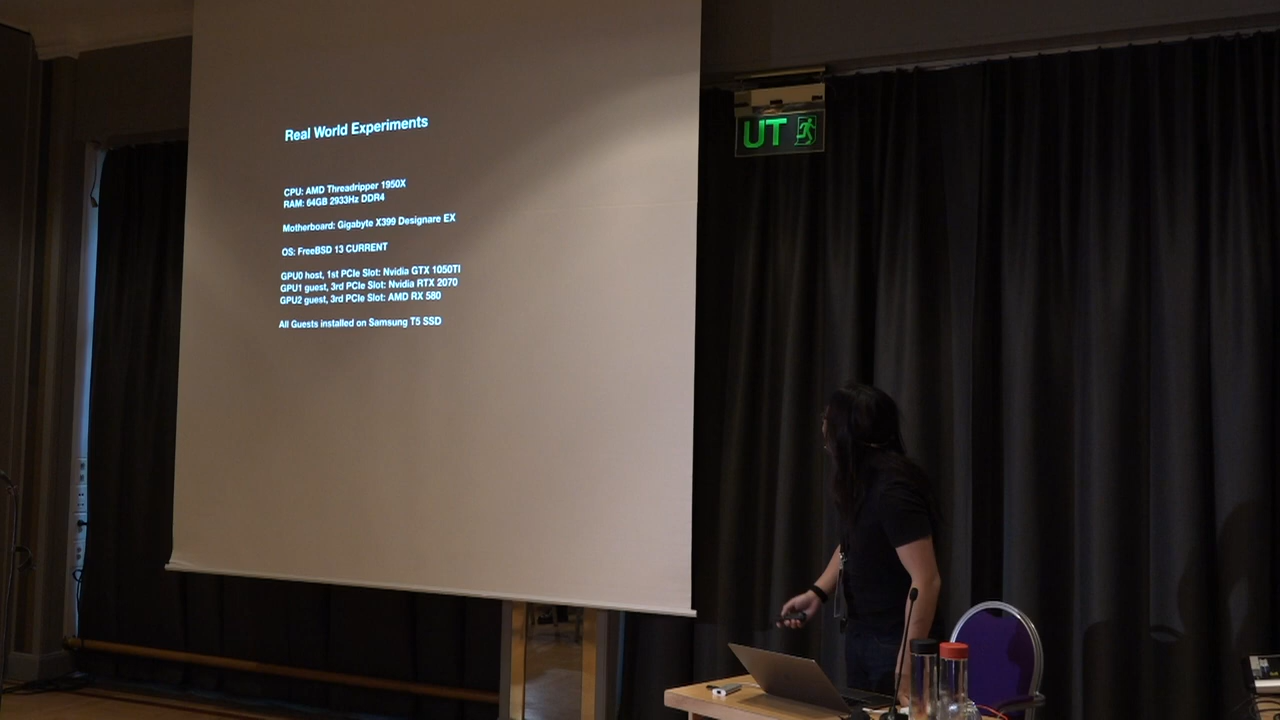 Real World Experiments
CPU: AMD Threadripper 1950X
RAM: 64GB 2933Hz DDR4
Motherboard: Gigabyte X399 Designare EX
OS: FreeBSD 13 CURRENT
GPU0 host, 1st PCIe Slot: Nvidia GTX 1050TI
GPU1 guest, 3rd PCIe Slot: Nvidia RTX 2070
GPU2 guest, 3rd PCIe Slot: AMD RX 580
All Guests installed on Samsung T5 SSD
UT